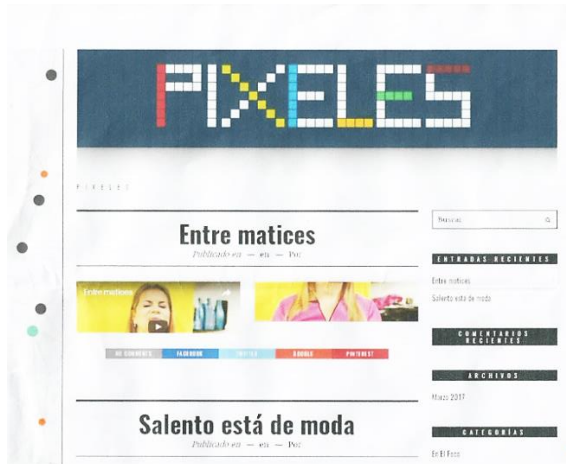 PIXELES
PIXELES
Entre matices
Publicado en — en — Por
Entre matices
NO COMMENTS FACEBOOK TWITTER GOOGLE PINTEREST
Salento está de moda
Publicado en — en — Por
Buscar
ENTRADAS RECIENTES
Entre matices
Salento está de moda
COMENTARIOS
RECIENTES
ARCHIVOS
Marzo 2017
CATEGORÍAS
En El Foco